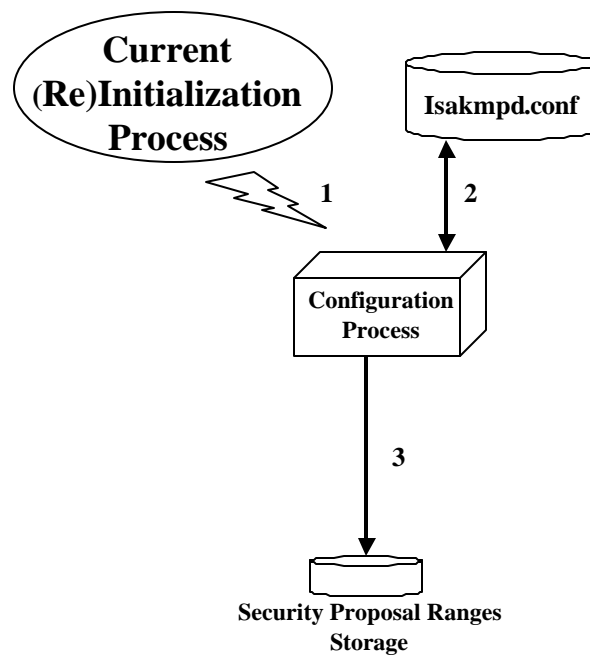 Current
(Re)Initialization
Process
Isakmpd.conf
1
2
Configuration
Process
3
Security Proposal Ranges
Storage